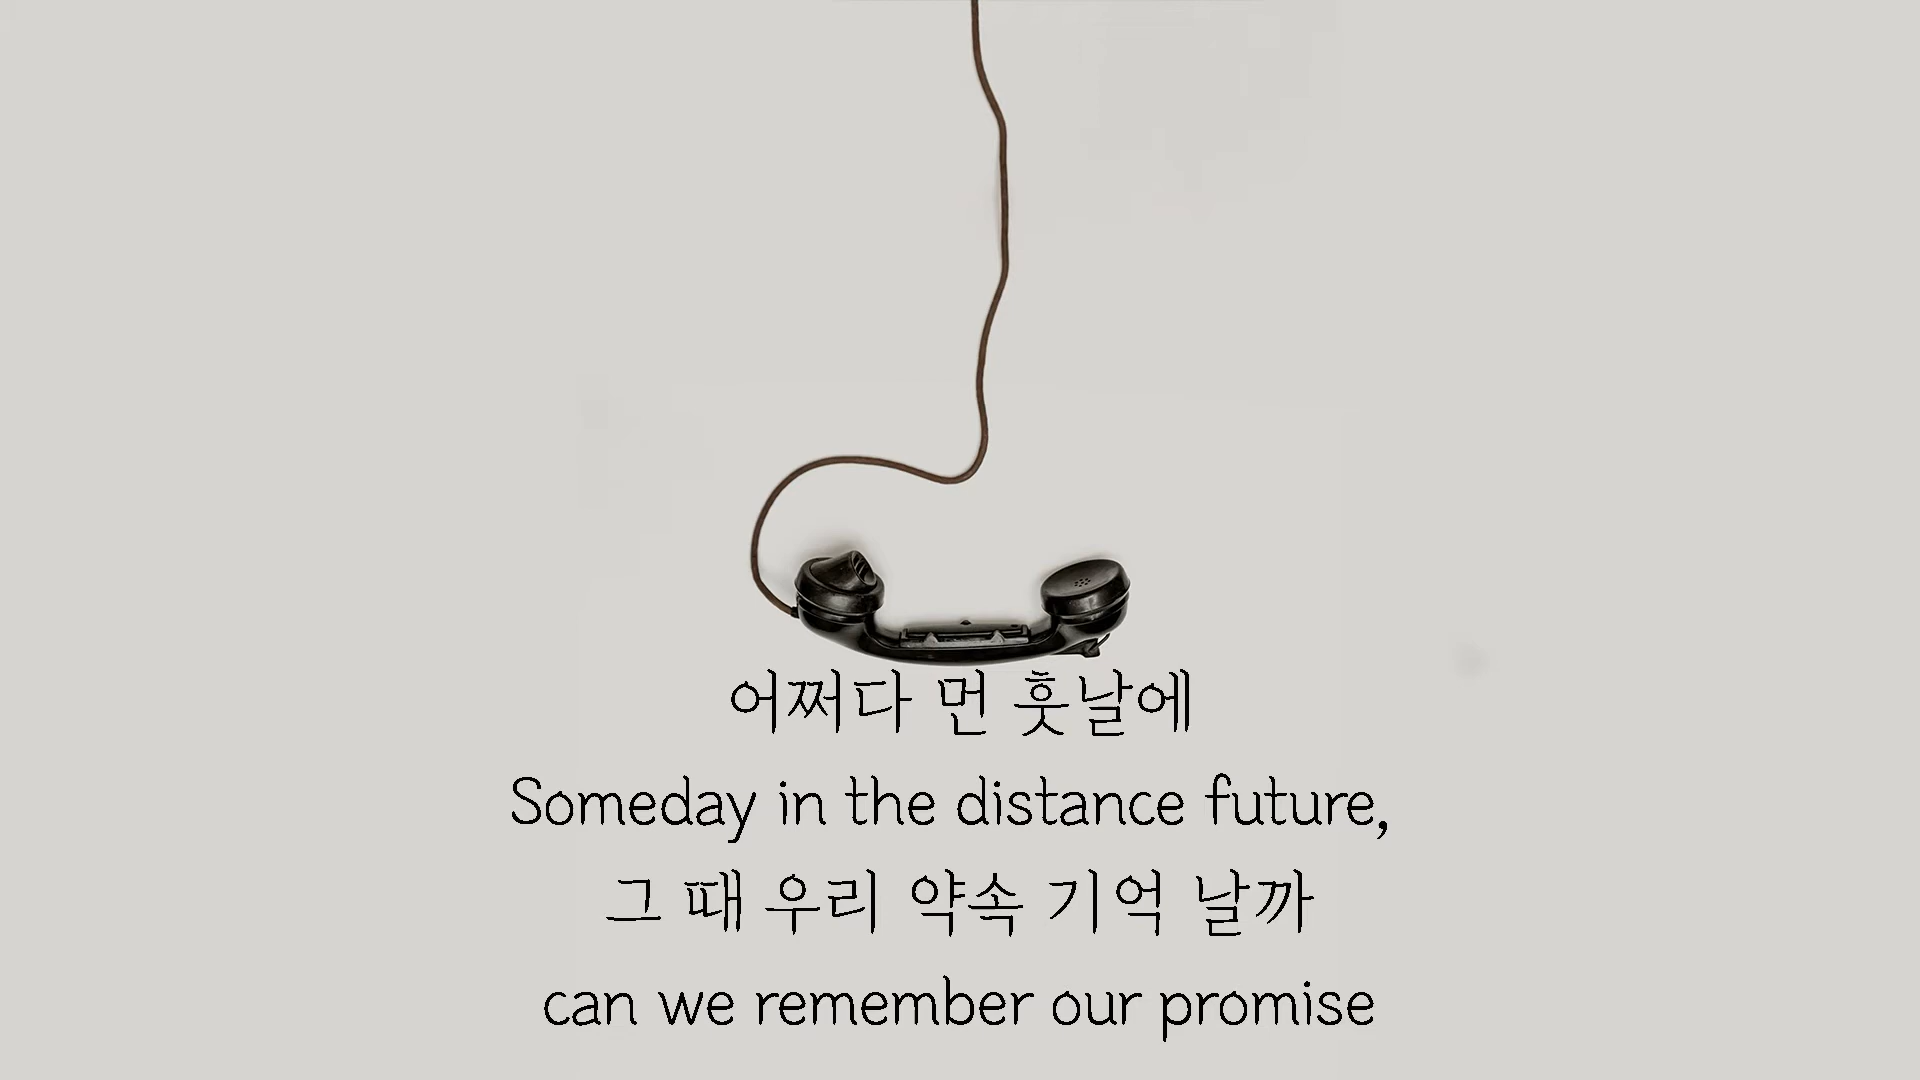 어쩌다 먼 훗날에
Someday in the distance future,
그 때 우리 약속 기억 날까
can we remember our promise